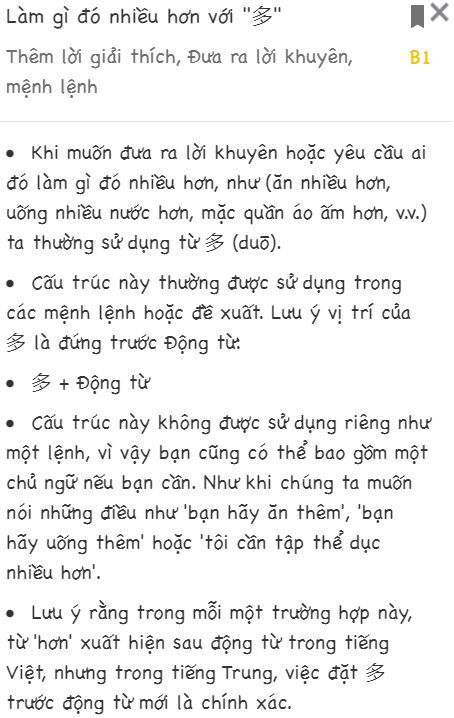 Làm gì đó nhiều hơn với "多"
Thêm lời giải thích, Đưa ra lời khuyên, B1
mệnh lệnh
• Khi muốn đưa ra lời khuyên hoặc yêu cầu ai
đó làm gì đó nhiều hơn, như (ăn nhiều hơn,
uống nhiều nước hơn, mặc quần áo ấm hơn, v.v.)
ta thường sử dụng từ 多 (duō).
• Cấu trúc này thường được sử dụng trong
các mệnh lệnh hoặc đề xuất. Lưu ý vị trí của
多 là đứng trước Động từ:
• 多 + Động từ
• Cấu trúc này không được sử dụng riêng như
một lệnh, vì vậy bạn cũng có thể bao gồm một
chủ ngữ nếu bạn cần. Như khi chúng ta muốn
nói những điều như 'bạn hãy ăn thêm', 'bạn
hãy uống thêm' hoặc 'tôi cần tập thể dục
nhiều hơn'.
• Lưu ý rằng trong mỗi một trường hợp này,
từ 'hơn' xuất hiện sau động từ trong tiếng
Việt, nhưng trong tiếng Trung, việc đặt 多
trước động từ mới là chính xác.